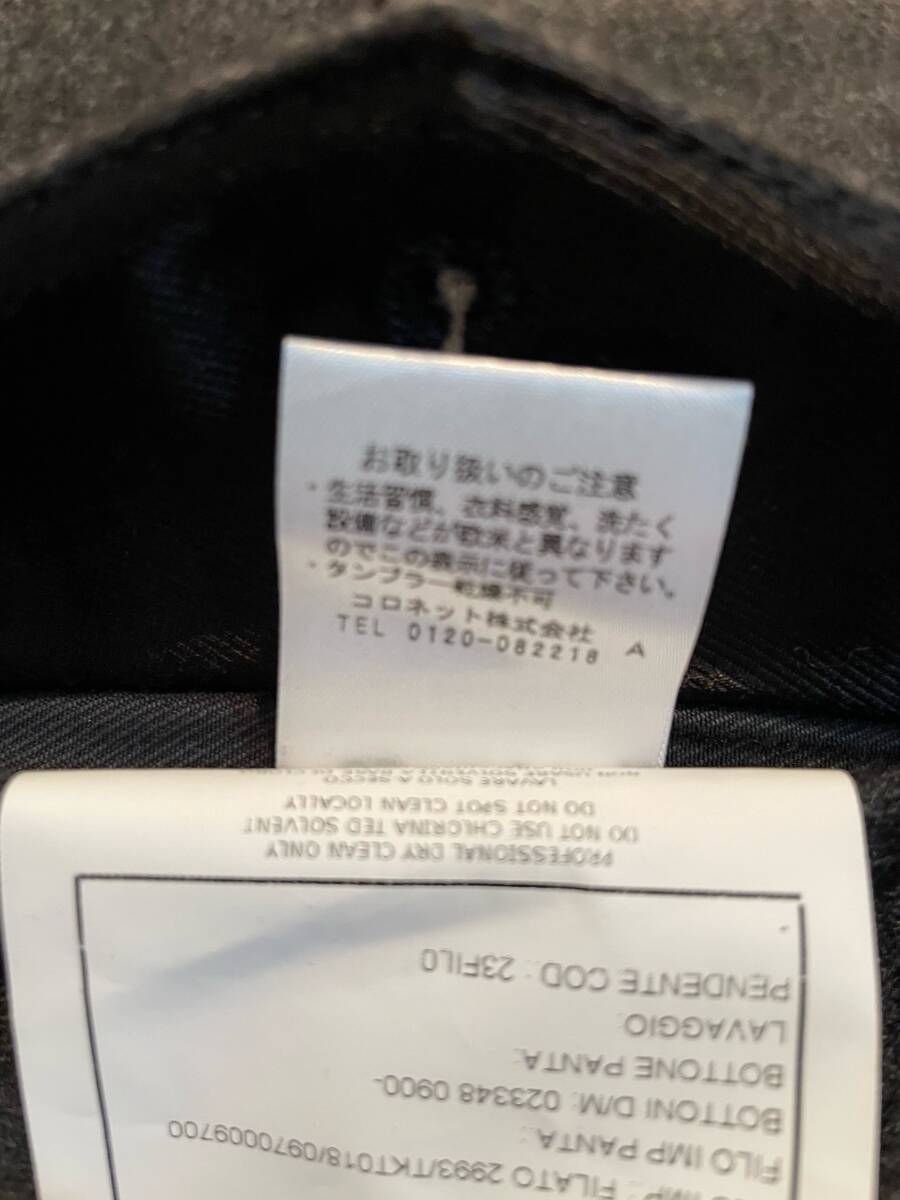 お取り扱いのご注意
・生活習慣、衣料感覚、洗たく
設備などが欧米と異なります
のでこの表示に従って下さい。
・タンブラー乾燥不可
コロネット株式会社
TEL 0120-082218 A
FILATO 2993/TKT018/0970009700
FILO IMP PANTA:
BOTTONI D/M: 023348 0900-
BOTTONE PANTA:
LAVAGGIO:
PENDENTE COD: 23FIL0
PROFESSIONAL DRY CLEAN ONLY
DO NOT USE CHLORINA TED SOLVENT
DO NOT SPOT CLEAN LOCALLY
LAVARE SOLO A SECCO